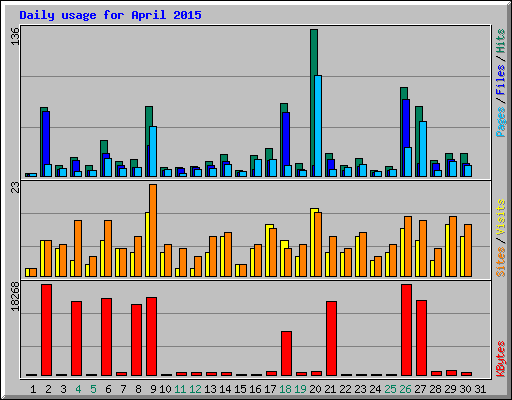 Daily usage for April 2015
136
Pages / Files / Hits
23
Sites / Visits
18268
KBytes
1 2 3 4 5 6 7 8 9 10 11 12 13 14 15 16 17 18 19 20 21 22 23 24 25 26 27 28 29 30 31